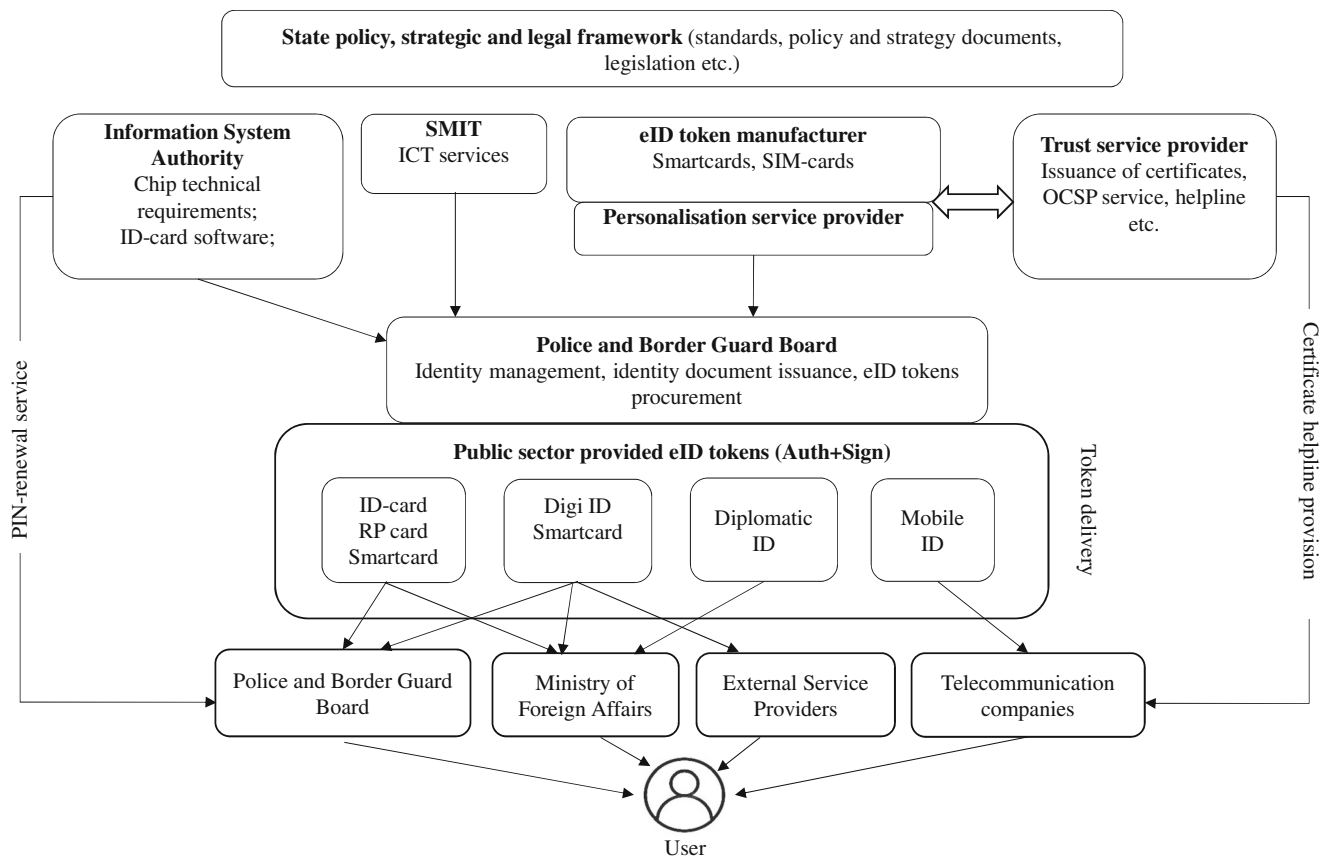 State policy, strategic and legal framework (standards, policy and strategy documents,
legislation etc.)
Information System
Authority
Chip technical
requirements;
ID-card software;
SMIT
ICT services
eID token manufacturer
Smartcards, SIM-cards
Personalisation service provider
Trust service provider
Issuance of certificates,
OCSP service, helpline
etc.
PIN-renewal service
Police and Border Guard Board
Identity management, identity document issuance, eID tokens
procurement
Certificate helpline provision
Public sector provided eID tokens (Auth+Sign)
Token delivery
ID-card
RP card
Smartcard
Digi ID
Smartcard
Diplomatic
ID
Mobile
ID
Police and Border Guard
Board
Ministry of
Foreign Affairs
External Service
Providers
Telecommunication
companies
User